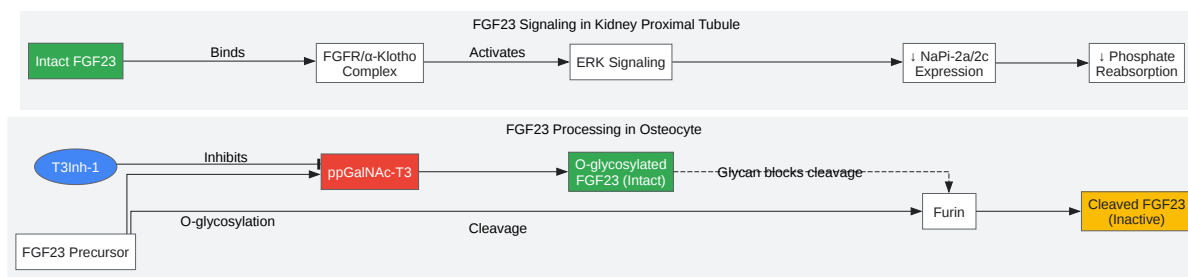 FGF23 Signaling in Kidney Proximal Tubule
Intact FGF23
Binds
FGFR/α-Klotho
Complex
Activates
ERK Signaling
↓ NaPi-2a/2c
Expression
↓ Phosphate
Reabsorption
FGF23 Processing in Osteocyte
T3Inh-1
Inhibits
ppGalNAc-T3
O-glycosylated
FGF23 (Intact)
Glycan blocks cleavage
O-glycosylation
Cleavage
Furin
Cleaved FGF23
(Inactive)
FGF23 Precursor